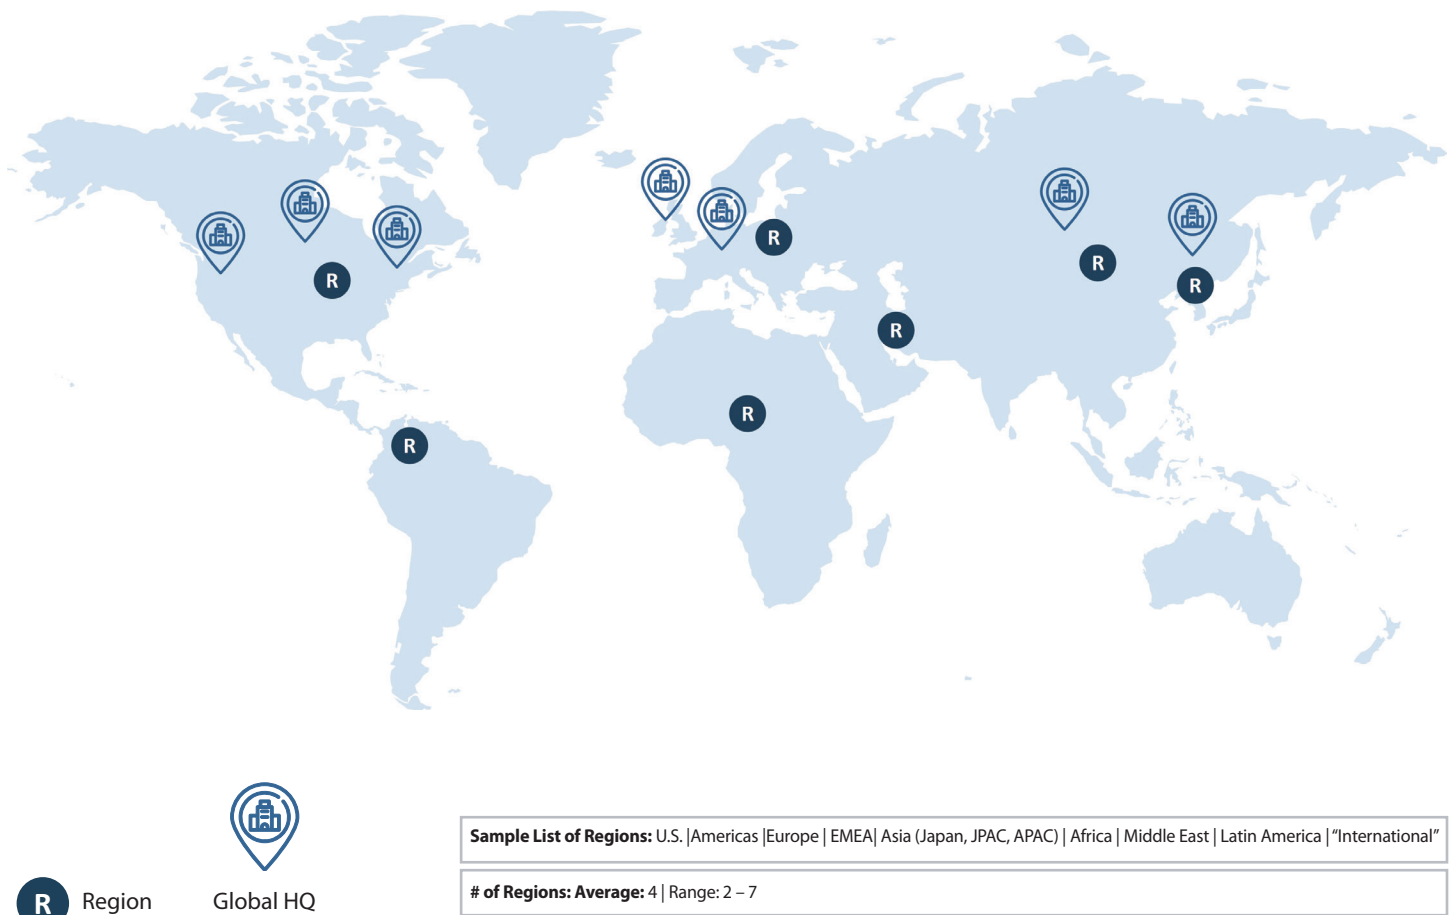 R
R
R
R
R
R
R
Sample List of Regions: U.S. |Americas |Europe | EMEA| Asia (Japan, JPAC, APAC) | Africa | Middle East | Latin America | “International”
# of Regions: Average: 4 | Range: 2 – 7
R Region
Global HQ